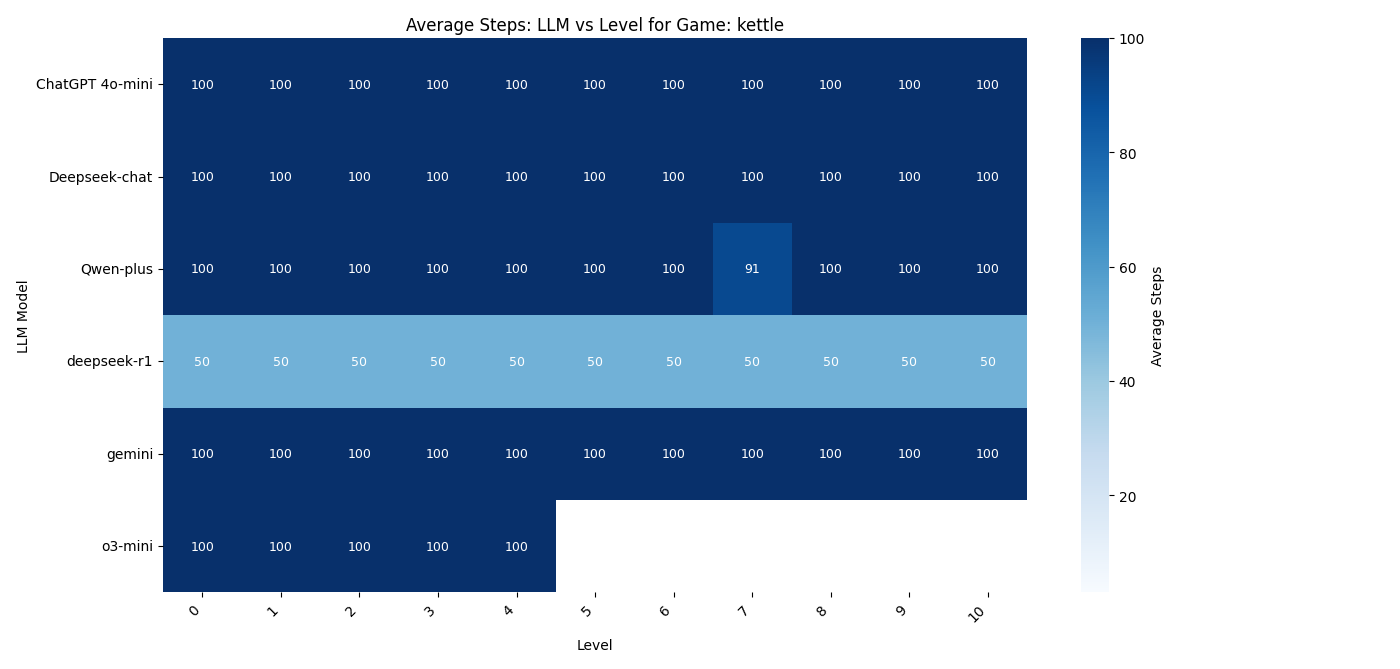 Average Steps: LLM vs Level for Game: kettle
LLM Model
ChatGPT 4o-mini 100 100 100 100 100 100 100 100 100 100 100
Deepseek-chat 100 100 100 100 100 100 100 100 100 100 100
Qwen-plus 100 100 100 100 100 100 100 91 100 100 100
deepseek-r1 50 50 50 50 50 50 50 50 50 50 50
gemini 100 100 100 100 100 100 100 100 100 100 100
o3-mini 100 100 100 100 100
0 1 2 3 4 5 6 7 8 9 10
Level
100
80
60
40
20
Average Steps